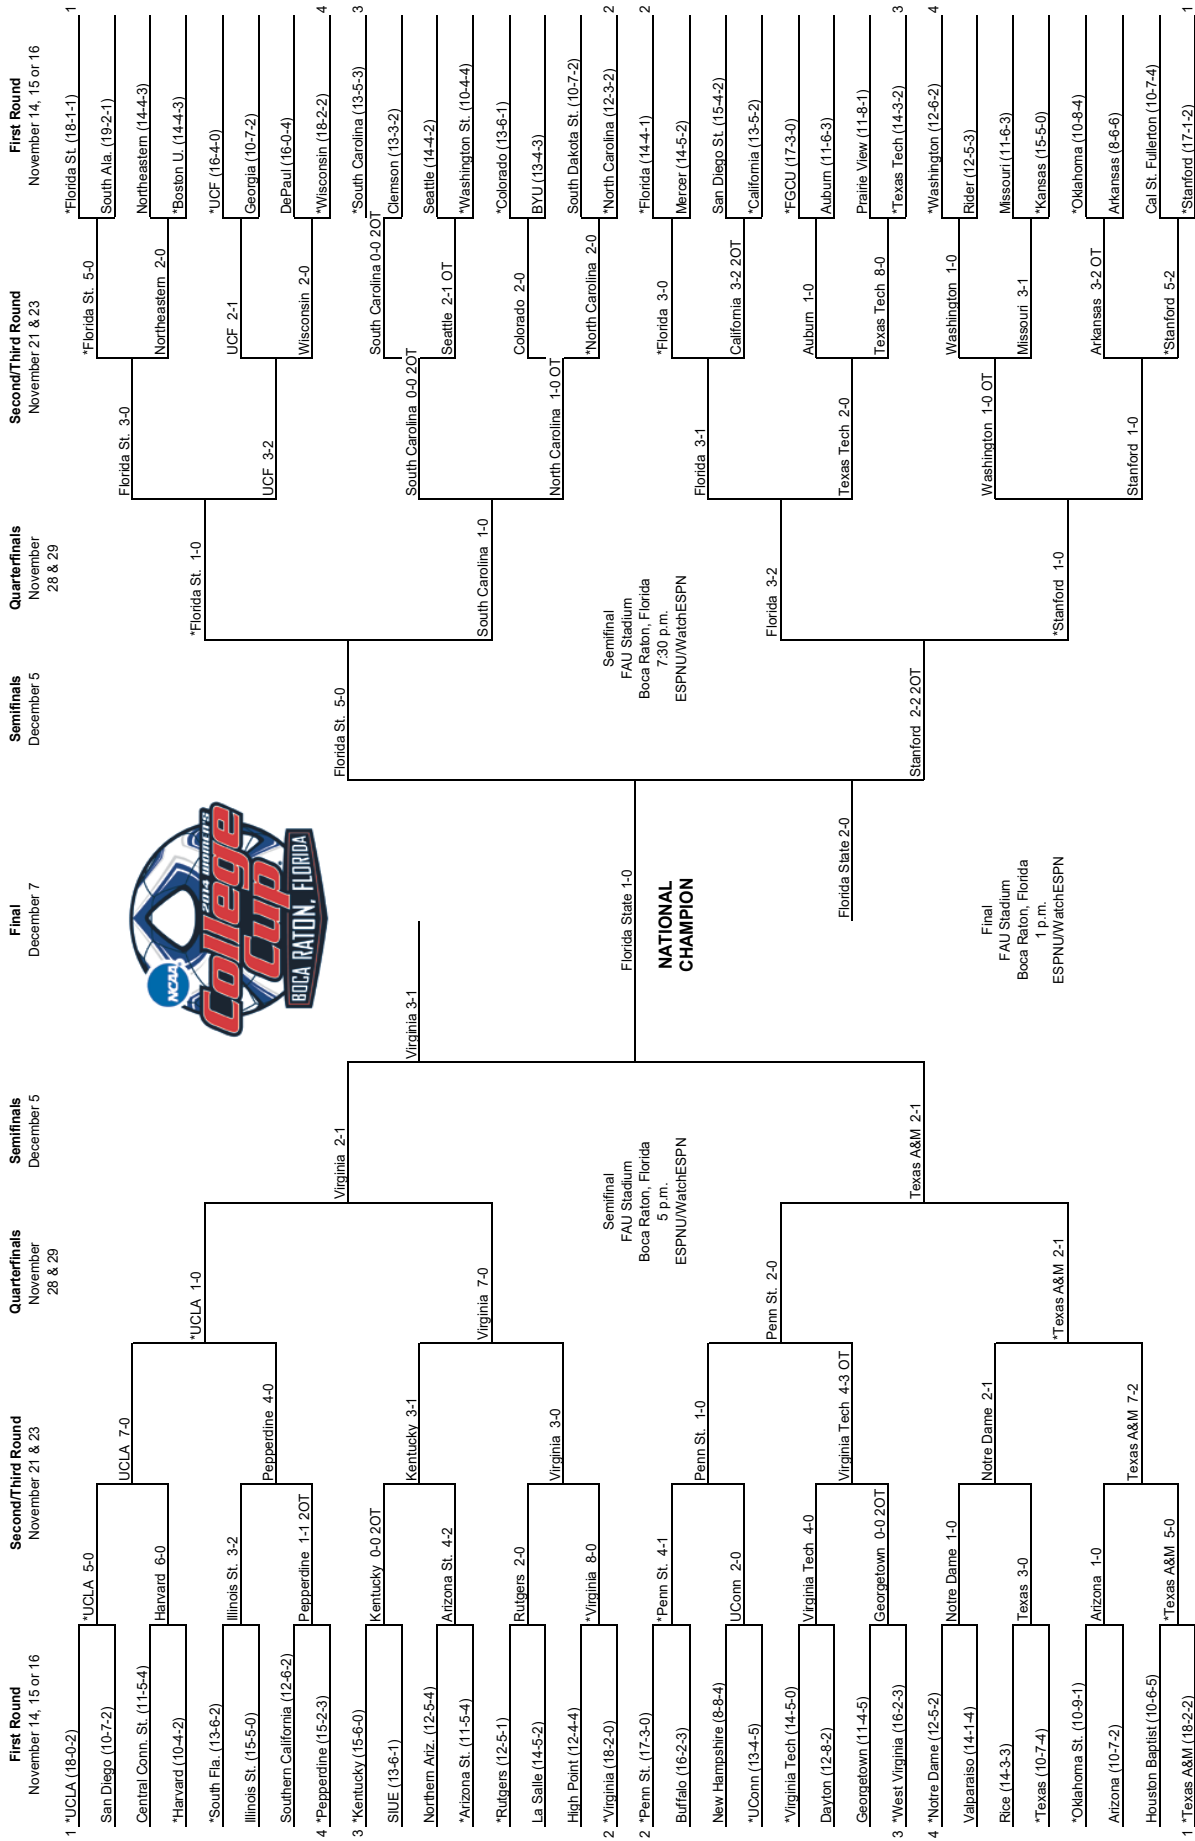 First Round
November 14, 15 or 16
Second/Third Round
November 21 & 23
Quarterfinals
November
28 & 29
Semifinals
December 5
Final
December 7
Semifinals
December 5
Quarterfinals
November
28 & 29
Second/Third Round
November 21 & 23
First Round
November 14, 15 or 16
1 *UCLA (18-0-2)
San Diego (10-7-2)
Central Conn. St. (11-5-4)
*Harvard (10-4-2)
*South Fla. (13-6-2)
Illinois St. (15-5-0)
Southern California (12-6-2)
4 *Pepperdine (15-2-3)
3 *Kentucky (15-6-0)
SIUE (13-6-1)
Northern Ariz. (12-5-4)
*Arizona St. (11-5-4)
*Rutgers (12-5-1)
La Salle (14-5-2)
High Point (12-4-4)
2 *Virginia (18-2-0)
2 *Penn St. (17-3-0)
Buffalo (16-2-3)
New Hampshire (8-8-4)
*UConn (13-4-5)
*Virginia Tech (14-5-0)
Dayton (12-8-2)
Georgetown (11-4-5)
3 *West Virginia (16-2-3)
4 *Notre Dame (12-5-2)
Valparaiso (14-1-4)
Rice (14-3-3)
*Texas (10-7-4)
*Oklahoma St. (10-9-1)
Arizona (10-7-2)
Houston Baptist (10-6-5)
1 *Texas A&M (18-2-2)
*UCLA 5-0
Harvard 6-0
Illinois St. 3-2
Pepperdine 1-1 2OT
Kentucky 0-0 2OT
Arizona St. 4-2
Rutgers 2-0
*Virginia 8-0
*Penn St. 4-1
UConn 2-0
Virginia Tech 4-0
Georgetown 0-0 2OT
Notre Dame 1-0
Texas 3-0
Arizona 1-0
*Texas A&M 5-0
UCLA 7-0
Pepperdine 4-0
Kentucky 3-1
Virginia 3-0
Penn St. 1-0
Virginia Tech 4-3 OT
Notre Dame 2-1
Texas A&M 7-2
*UCLA 1-0
Virginia 7-0
Penn St. 2-0
*Texas A&M 2-1
Virginia 2-1
Texas A&M 2-1
Semifinal
FAU Stadium
Boca Raton, Florida
5 p.m.
ESPNU/WatchESPN
Virginia 3-1
NCAA
2014 WOMEN'S
College
Cup
BOCA RATON, FLORIDA
Florida State 1-0
NATIONAL
CHAMPION
Florida State 2-0
Final
FAU Stadium
Boca Raton, Florida
1 p.m.
ESPNU/WatchESPN
Florida St. 5-0
Stanford 2-2 2OT
Semifinal
FAU Stadium
Boca Raton, Florida
7:30 p.m.
ESPNU/WatchESPN
*Florida St. 1-0
South Carolina 1-0
Florida 3-2
*Stanford 1-0
Florida St. 3-0
UCF 3-2
South Carolina 0-0 2OT
North Carolina 1-0 OT
Florida 3-1
Texas Tech 2-0
Washington 1-0 OT
Stanford 1-0
*Florida St. 5-0
Northeastern 2-0
UCF 2-1
Wisconsin 2-0
South Carolina 0-0 2OT
Seattle 2-1 OT
Colorado 2-0
*North Carolina 2-0
*Florida 3-0
California 3-2 2OT
Auburn 1-0
Texas Tech 8-0
Washington 1-0
Missouri 3-1
Arkansas 3-2 OT
*Stanford 5-2
*Florida St. (18-1-1) 1
South Ala. (19-2-1)
Northeastern (14-4-3)
*Boston U. (14-4-3)
*UCF (16-4-0)
Georgia (10-7-2)
DePaul (16-0-4)
*Wisconsin (18-2-2) 4
*South Carolina (13-5-3) 3
Clemson (13-3-2)
Seattle (14-4-2)
*Washington St. (10-4-4)
*Colorado (13-6-1)
BYU (13-4-3)
South Dakota St. (10-7-2)
*North Carolina (12-3-2) 2
*Florida (14-4-1) 2
Mercer (14-5-2)
San Diego St. (15-4-2)
*California (13-5-2)
*FGCU (17-3-0)
Auburn (11-6-3)
Prairie View (11-8-1)
*Texas Tech (14-3-2) 3
*Washington (12-6-2) 4
Rider (12-5-3)
Missouri (11-6-3)
*Kansas (15-5-0)
*Oklahoma (10-8-4)
Arkansas (8-6-6)
Cal St. Fullerton (10-7-4)
*Stanford (17-1-2) 1